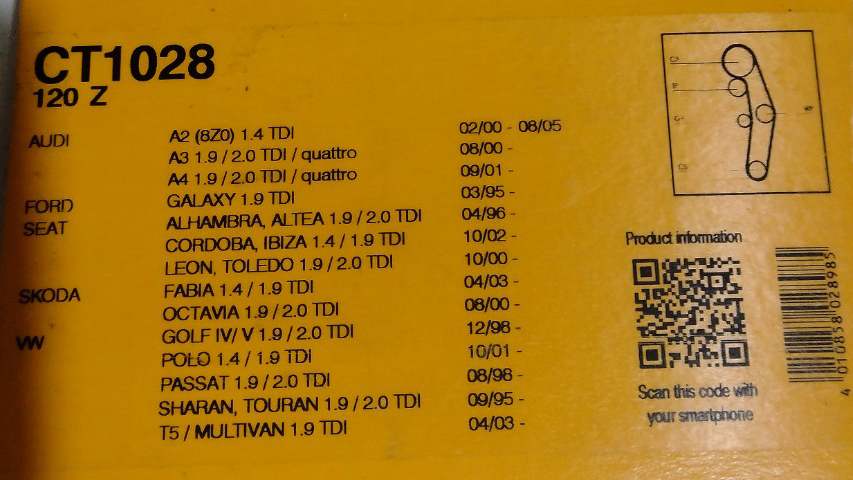 CT1028
120 Z
AUDI A2 (8Z0) 1.4 TDI 02/00 - 08/05
A3 1.9 / 2.0 TDI / quattro 08/00 -
A4 1.9 / 2.0 TDI / quattro 09/01 -
FORD GALAXY 1.9 TDI 03/95 -
SEAT ALHAMBRA, ALTEA 1.9 / 2.0 TDI 04/96 -
CORDOBA, IBIZA 1.4 / 1.9 TDI 10/02 -
LEON, TOLEDO 1.9 / 2.0 TDI 10/00 -
SKODA FABIA 1.4 / 1.9 TDI 04/03 -
OCTAVIA 1.9 / 2.0 TDI 08/00 -
VW GOLF IV/ V 1.9 / 2.0 TDI 12/98 -
POLO 1.4 / 1.9 TDI 10/01 -
PASSAT 1.9 / 2.0 TDI 08/98 -
SHARAN, TOURAN 1.9 / 2.0 TDI 09/95 -
T5 / MULTIVAN 1.9 TDI 04/03 -
Product information
Scan this code with
your smartphone
4 010858 028985